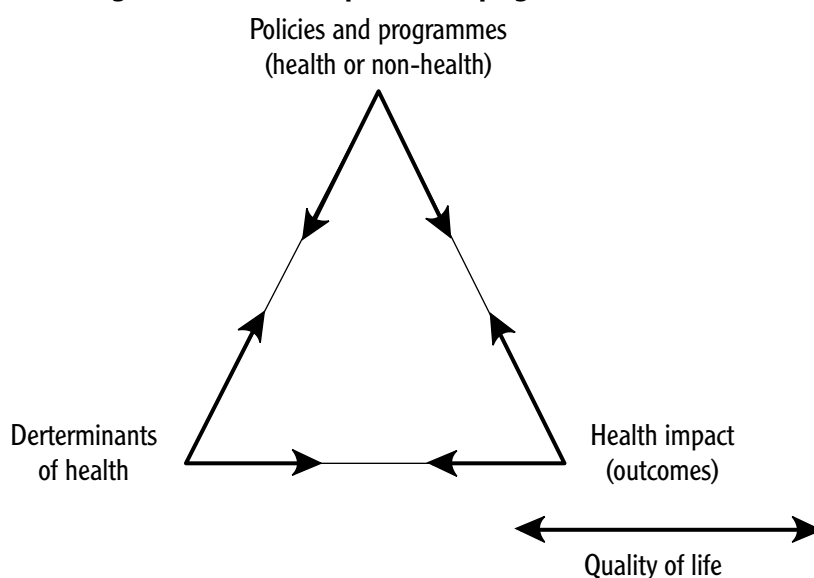 Policies and programmes
(health or non-health)
Derterminants
of health
Health impact
(outcomes)
Quality of life